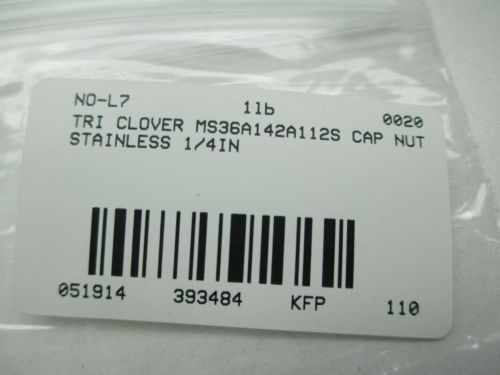 NO-L7 1lb 0020
TRI CLOVER MS36A142A112S CAP NUT
STAINLESS 1/4IN
051914 393484 KFP 110